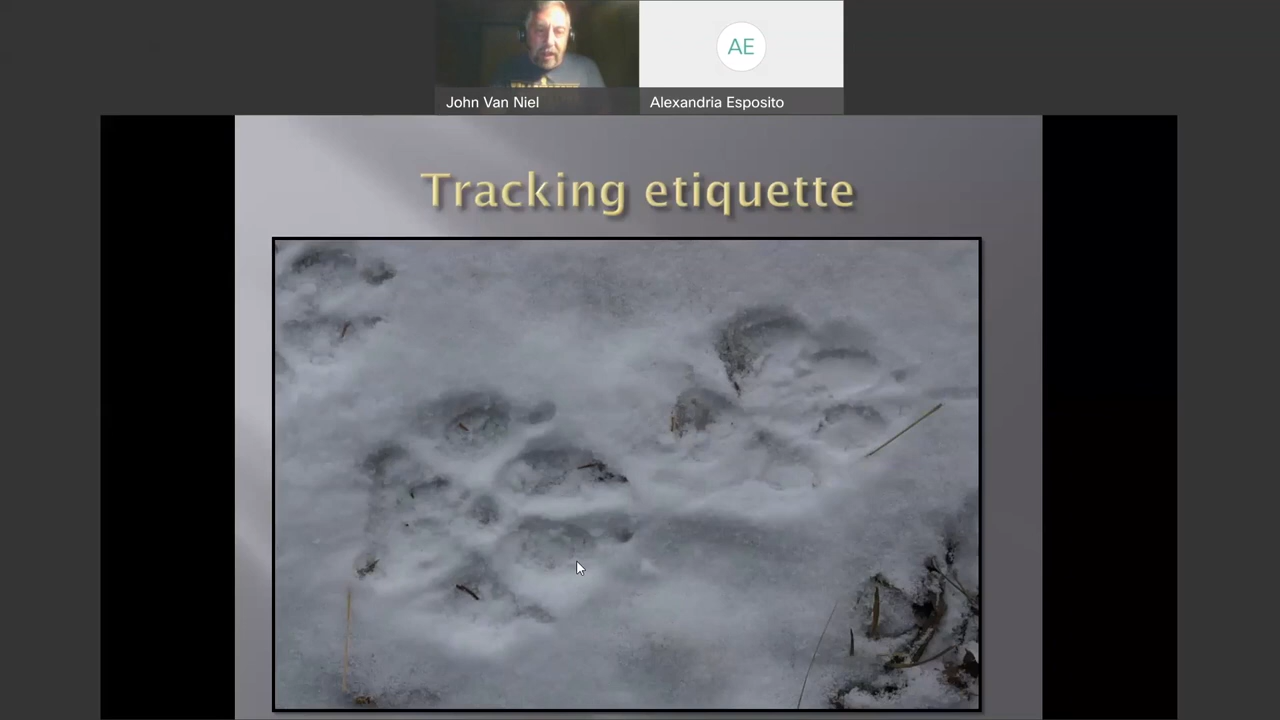 AE
John Van Niel
Alexandria Esposito
Tracking etiquette